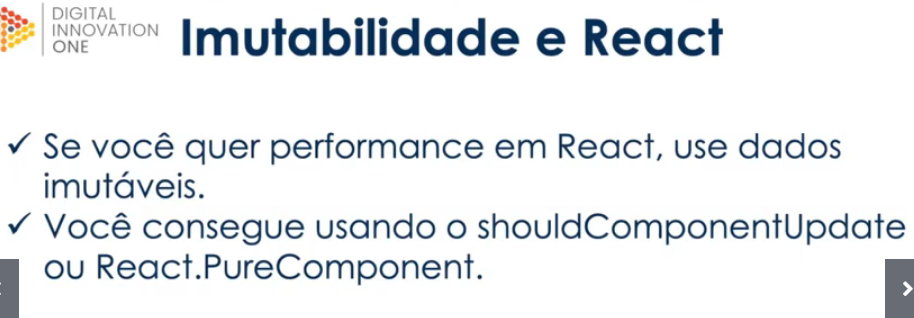 DIGITAL
INNOVATION
ONE
Imutabilidade e React
✓ Se você quer performance em React, use dados
imutáveis.
✓ Você consegue usando o shouldComponentUpdate
ou React.PureComponent.